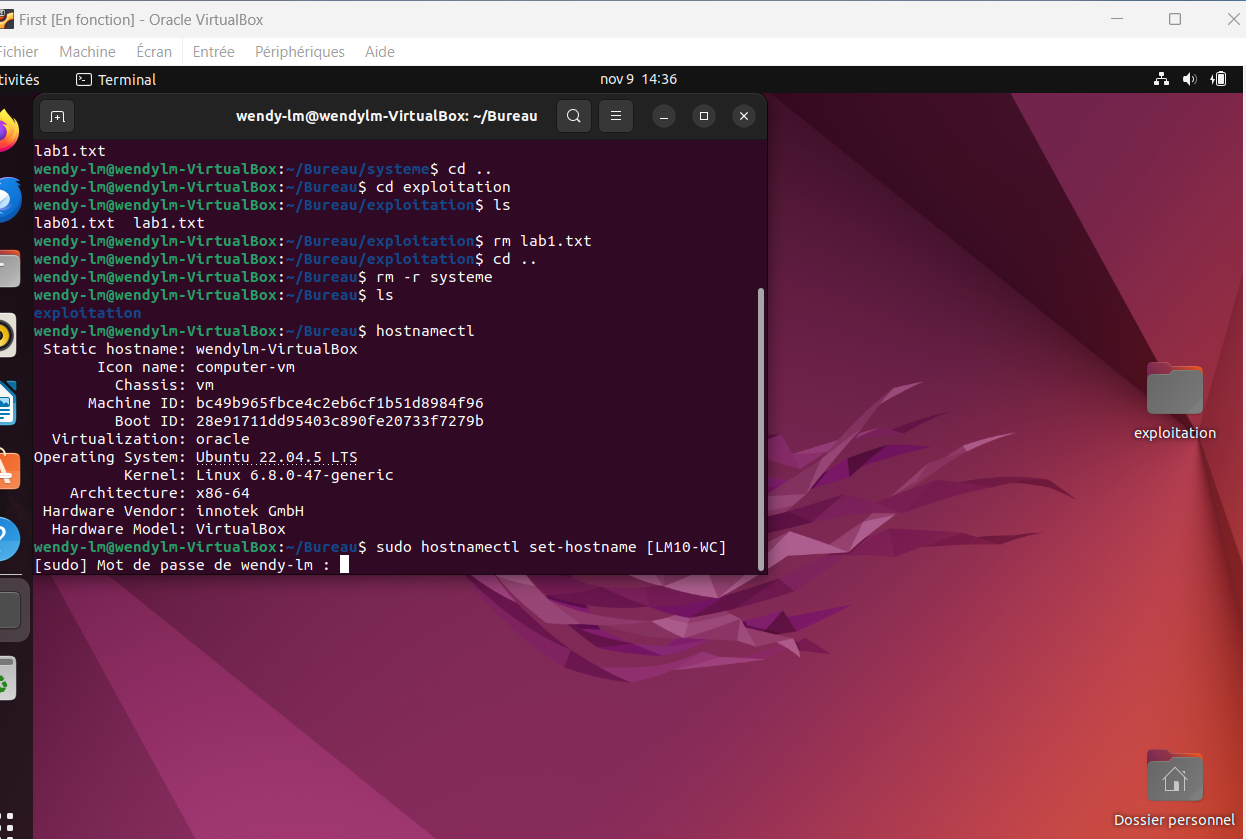 First [En fonction] - Oracle VirtualBox
Fichier Machine Écran Entrée Périphériques Aide
tivités Terminal nov 9 14:36
wendy-lm@wendylm-VirtualBox: ~/Bureau
lab1.txt
wendy-lm@wendylm-VirtualBox:~/Bureau/systeme$ cd ..
wendy-lm@wendylm-VirtualBox:~/Bureau$ cd exploitation
wendy-lm@wendylm-VirtualBox:~/Bureau/exploitation$ ls
lab01.txt  lab1.txt
wendy-lm@wendylm-VirtualBox:~/Bureau/exploitation$ rm lab1.txt
wendy-lm@wendylm-VirtualBox:~/Bureau/exploitation$ cd ..
wendy-lm@wendylm-VirtualBox:~/Bureau$ rm -r systeme
wendy-lm@wendylm-VirtualBox:~/Bureau$ ls
exploitation
wendy-lm@wendylm-VirtualBox:~/Bureau$ hostnamectl
Static hostname: wendylm-VirtualBox
Icon name: computer-vm
Chassis: vm
Machine ID: bc49b965fbce4c2eb6cf1b51d8984f96
Boot ID: 28e91711dd95403c890fe20733f7279b
Virtualization: oracle
Operating System: Ubuntu 22.04.5 LTS
Kernel: Linux 6.8.0-47-generic
Architecture: x86-64
Hardware Vendor: innotek GmbH
Hardware Model: VirtualBox
wendy-lm@wendylm-VirtualBox:~/Bureau$ sudo hostnamectl set-hostname [LM10-WC]
[sudo] Mot de passe de wendy-lm :
exploitation
Dossier personnel